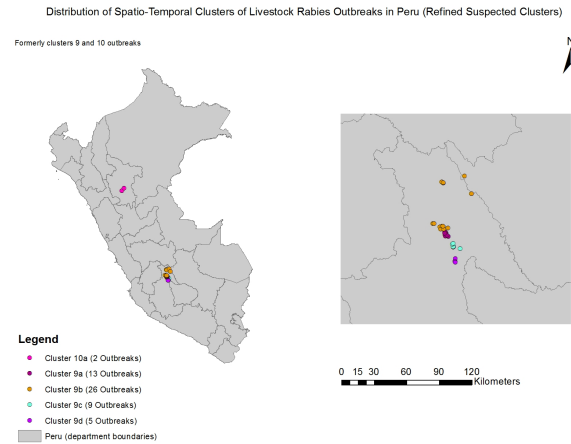 Distribution of Spatio-Temporal Clusters of Livestock Rabies Outbreaks in Peru (Refined Suspected Clusters)
Formerly clusters 9 and 10 outbreaks
N
Legend
Cluster 10a (2 Outbreaks)
Cluster 9a (13 Outbreaks)
Cluster 9b (26 Outbreaks)
Cluster 9c (9 Outbreaks)
Cluster 9d (5 Outbreaks)
Peru (department boundaries)
0 15 30 60 90 120
Kilometers